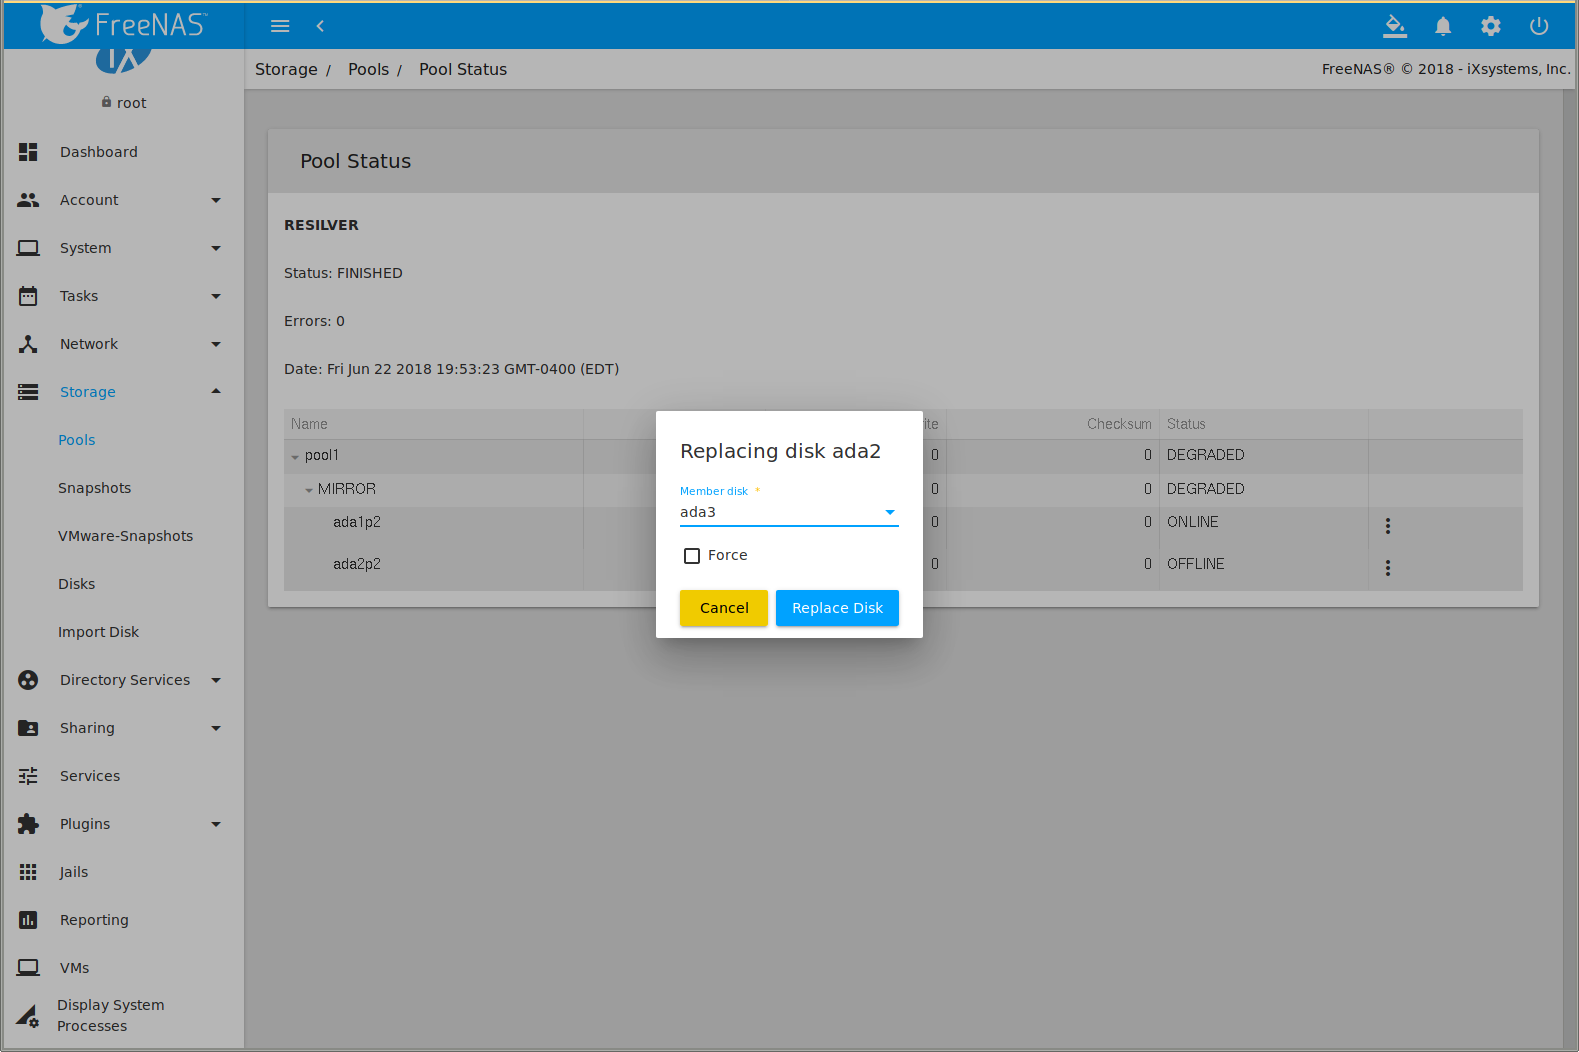 FreeNAS
Storage / Pools / Pool Status
FreeNAS® © 2018 - iXsystems, Inc.
root
Dashboard
Account
System
Tasks
Network
Storage
Pools
Snapshots
VMware-Snapshots
Disks
Import Disk
Directory Services
Sharing
Services
Plugins
Jails
Reporting
VMs
Display System
Processes
Pool Status
RESILVER
Status: FINISHED
Errors: 0
Date: Fri Jun 22 2018 19:53:23 GMT-0400 (EDT)
Name Checksum Status
pool1 0 0 DEGRADED
MIRROR 0 0 DEGRADED
ada1p2 0 0 ONLINE
ada2p2 0 0 OFFLINE
Replacing disk ada2
Member disk *
ada3
Force
Cancel Replace Disk